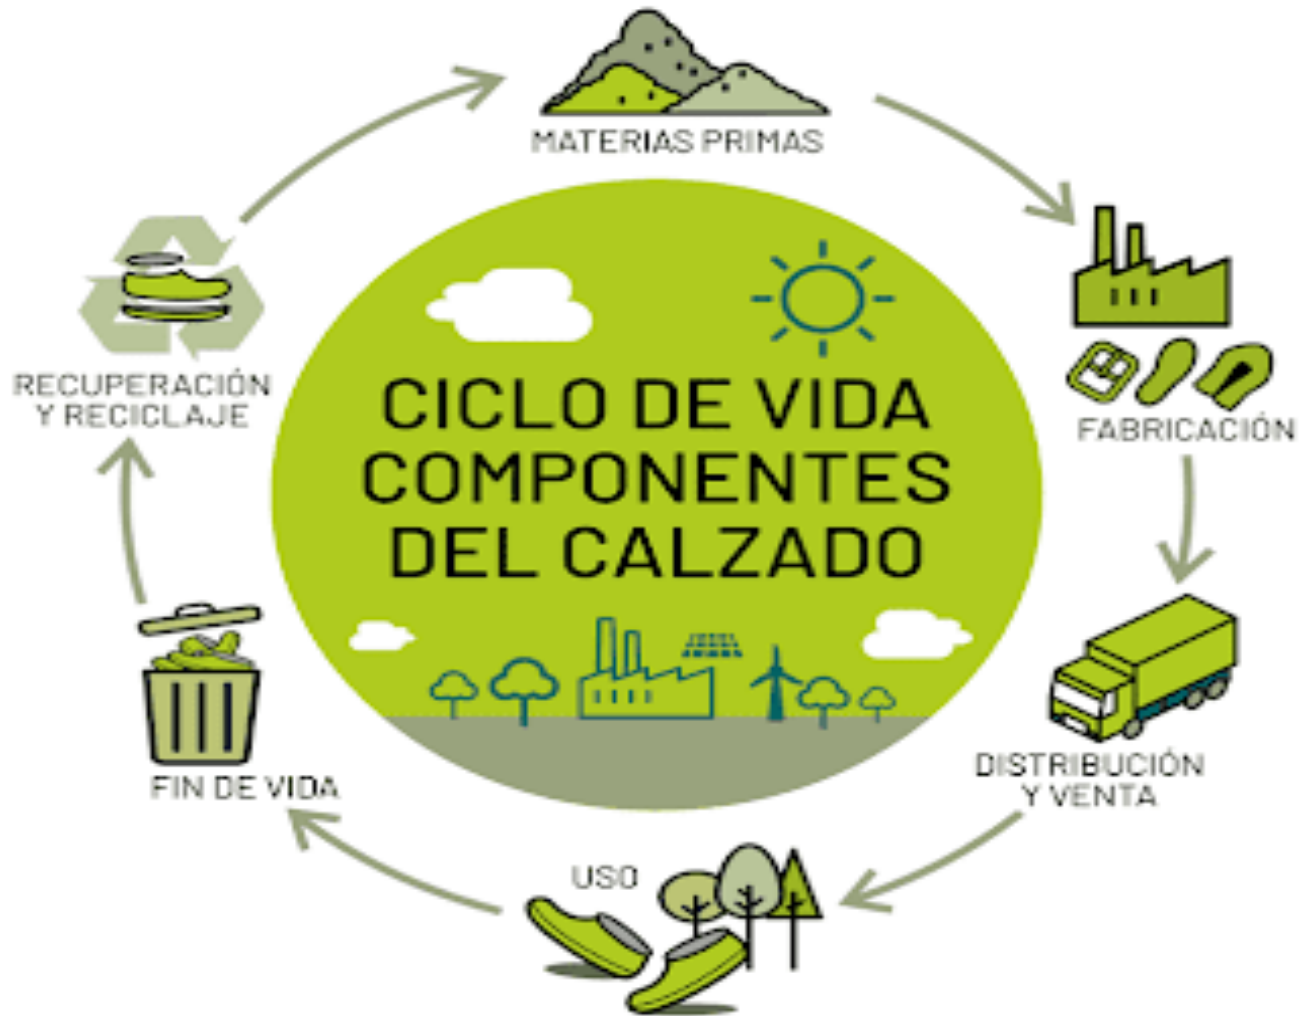 MATERIAS PRIMAS
CICLO DE VIDA
COMPONENTES
DEL CALZADO
FABRICACIÓN
DISTRIBUCIÓN
Y VENTA
USO
FIN DE VIDA
RECUPERACIÓN
Y RECICLAJE